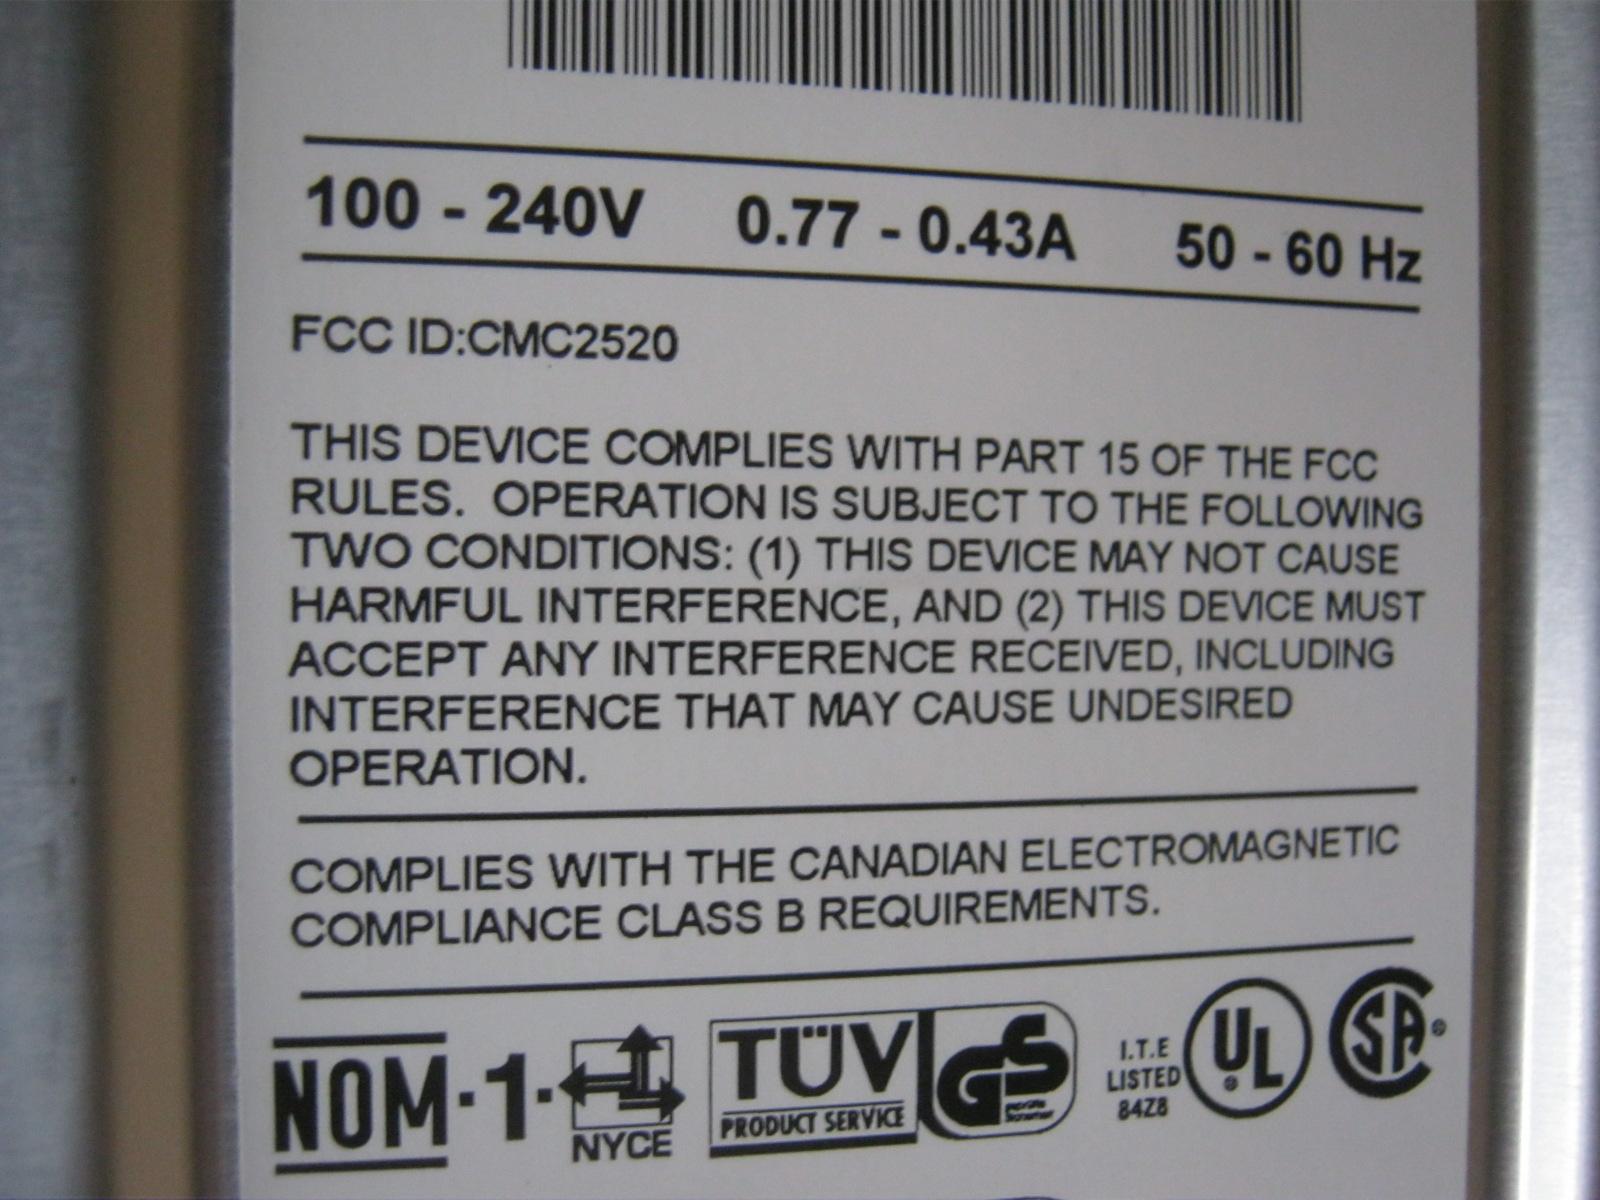 100 - 240V 0.77 - 0.43A 50 - 60 Hz
FCC ID:CMC2520
THIS DEVICE COMPLIES WITH PART 15 OF THE FCC
RULES. OPERATION IS SUBJECT TO THE FOLLOWING
TWO CONDITIONS: (1) THIS DEVICE MAY NOT CAUSE
HARMFUL INTERFERENCE, AND (2) THIS DEVICE MUST
ACCEPT ANY INTERFERENCE RECEIVED, INCLUDING
INTERFERENCE THAT MAY CAUSE UNDESIRED
OPERATION.
COMPLIES WITH THE CANADIAN ELECTROMAGNETIC
COMPLIANCE CLASS B REQUIREMENTS.
NOM·1·
NYCE
TÜV
PRODUCT SERVICE
GS
I.T.E
LISTED
84Z8
UL®
SA®